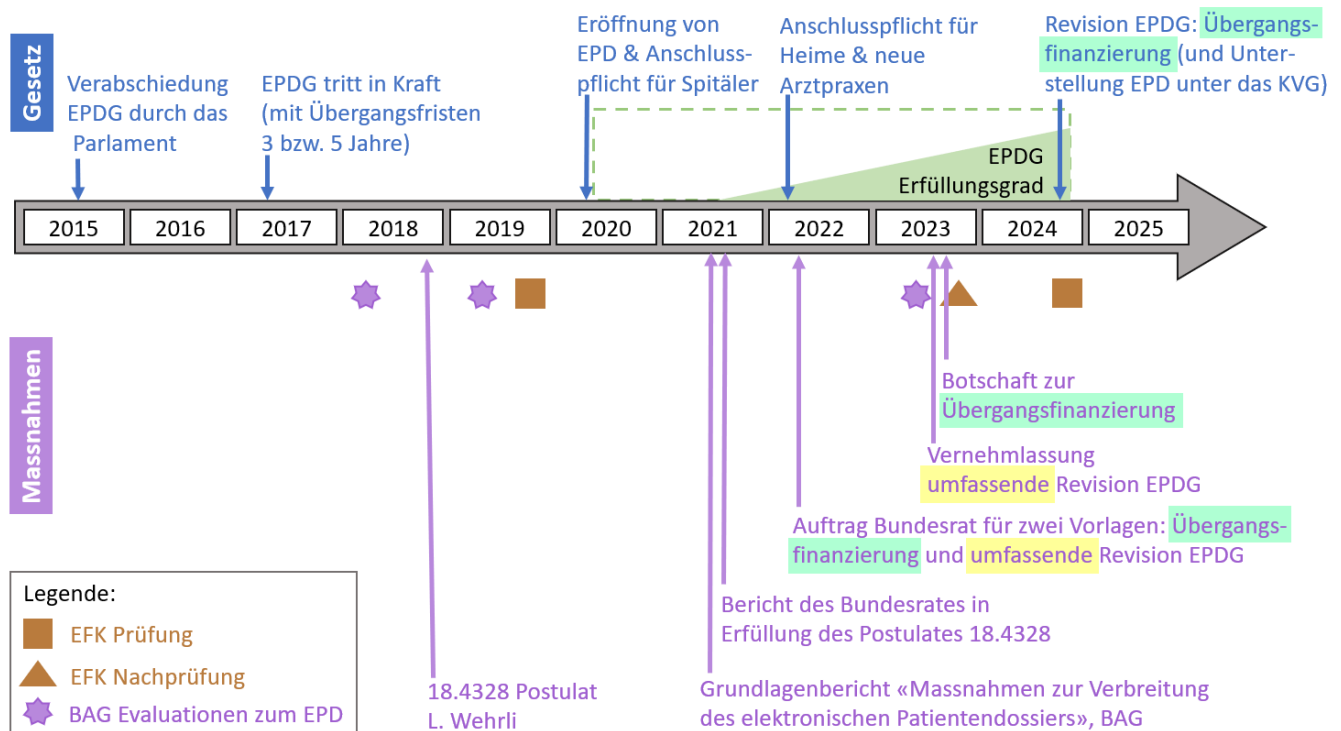 Gesetz
Verabschiedung
EPDG durch das
Parlament
EPDG tritt in Kraft
(mit Übergangsfristen
3 bzw. 5 Jahre)
Eröffnung von
EPD & Anschluss-
pflicht für Spitäler
Anschlusspflicht für
Heime & neue
Arztpraxen
Revision EPDG: Übergangs-
finanzierung (und Unter-
stellung EPD unter das KVG)
EPDG
Erfüllungsgrad
2015 2016 2017 2018 2019 2020 2021 2022 2023 2024 2025
Massnahmen
Botschaft zur
Übergangsfinanzierung
Vernehmlassung
umfassende Revision EPDG
Auftrag Bundesrat für zwei Vorlagen: Übergangs-
finanzierung und umfassende Revision EPDG
Bericht des Bundesrates in
Erfüllung des Postulates 18.4328
Grundlagenbericht «Massnahmen zur Verbreitung
des elektronischen Patientendossiers», BAG
18.4328 Postulat
L. Wehrli
Legende:
EFK Prüfung
EFK Nachprüfung
BAG Evaluationen zum EPD